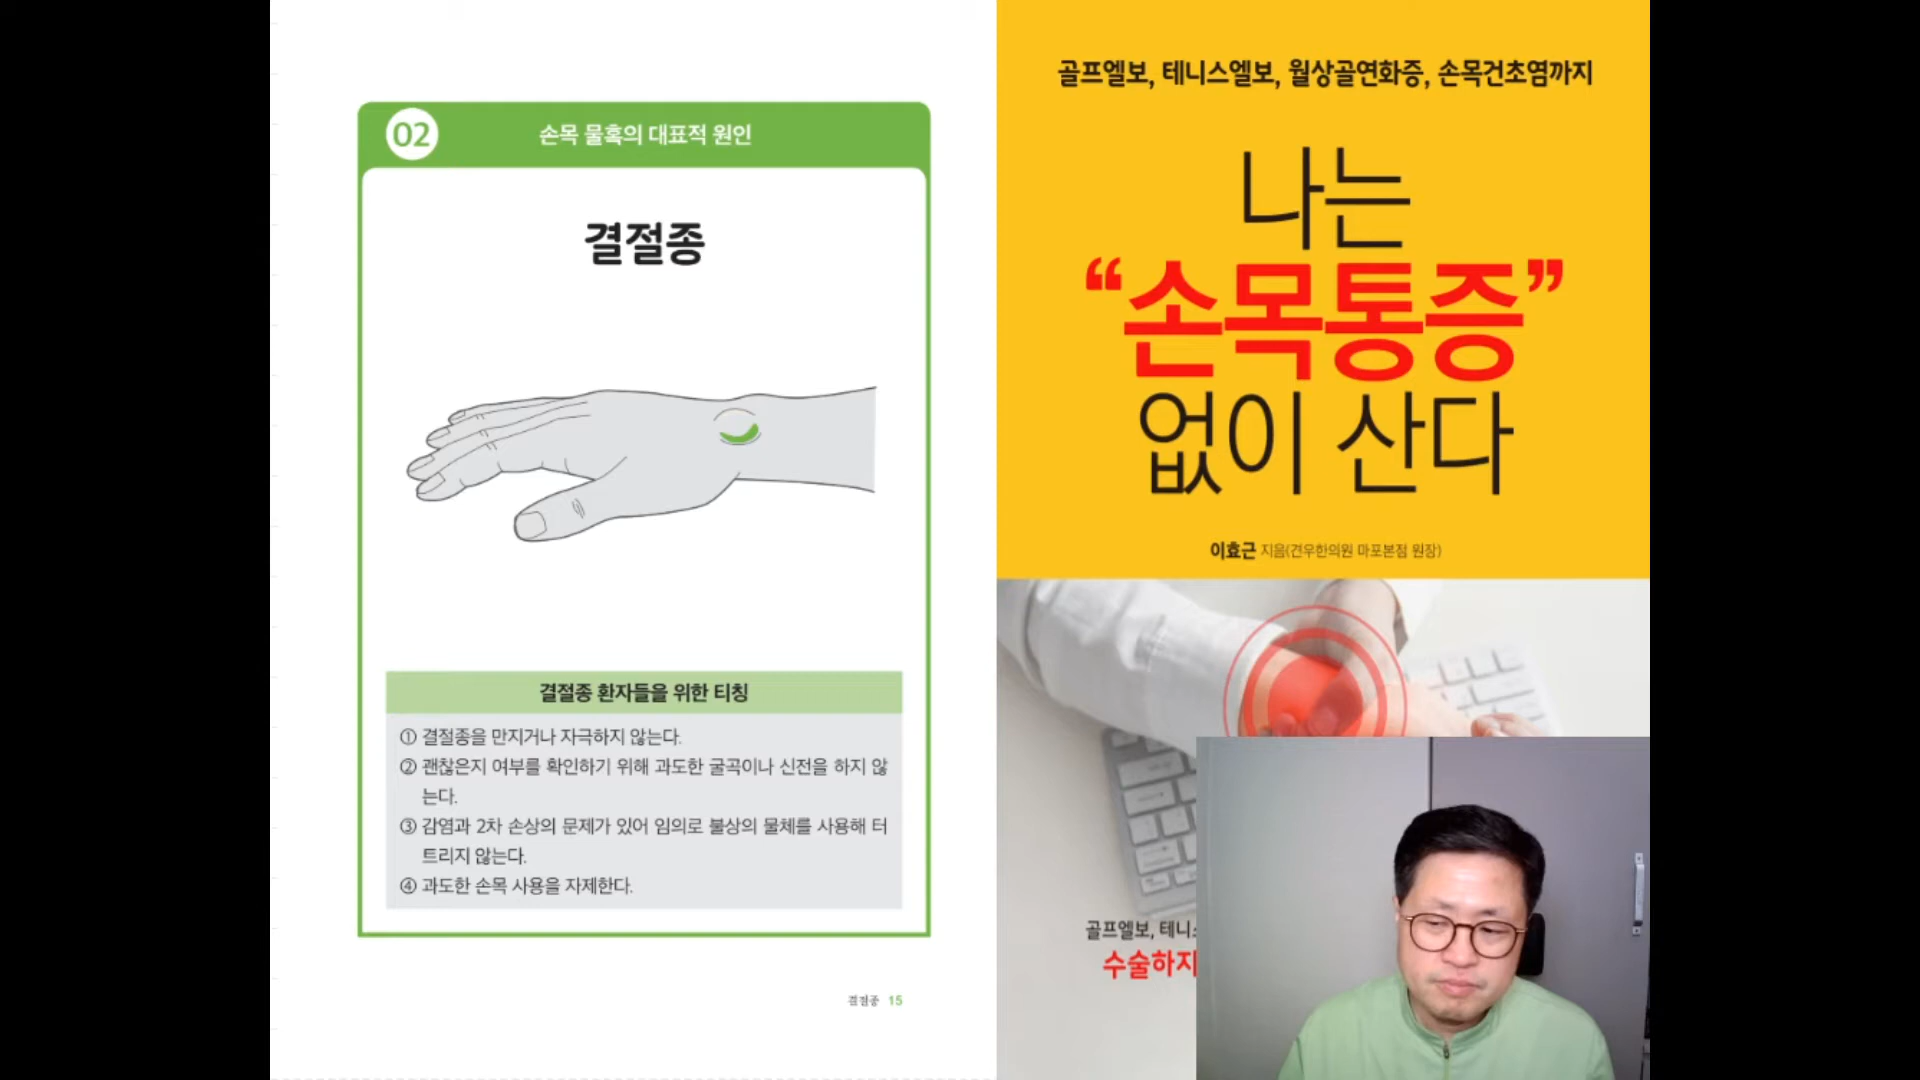 02
손목 물혹의 대표적 원인
결절종
결절종 환자들을 위한 티칭
① 결절종을 만지거나 자극하지 않는다.
② 괜찮은지 여부를 확인하기 위해 과도한 굴곡이나 신전을 하지 않
는다.
③ 감염과 2차 손상의 문제가 있어 임의로 불상의 물체를 사용해 터
트리지 않는다.
④ 과도한 손목 사용을 자제한다.
결절종 15
골프엘보, 테니스엘보, 월상골연화증, 손목건초염까지
나는
“손목통증”
없이 산다
이효근 지음(견우한의원 마포본점 원장)
골프엘보, 테니
수술하지